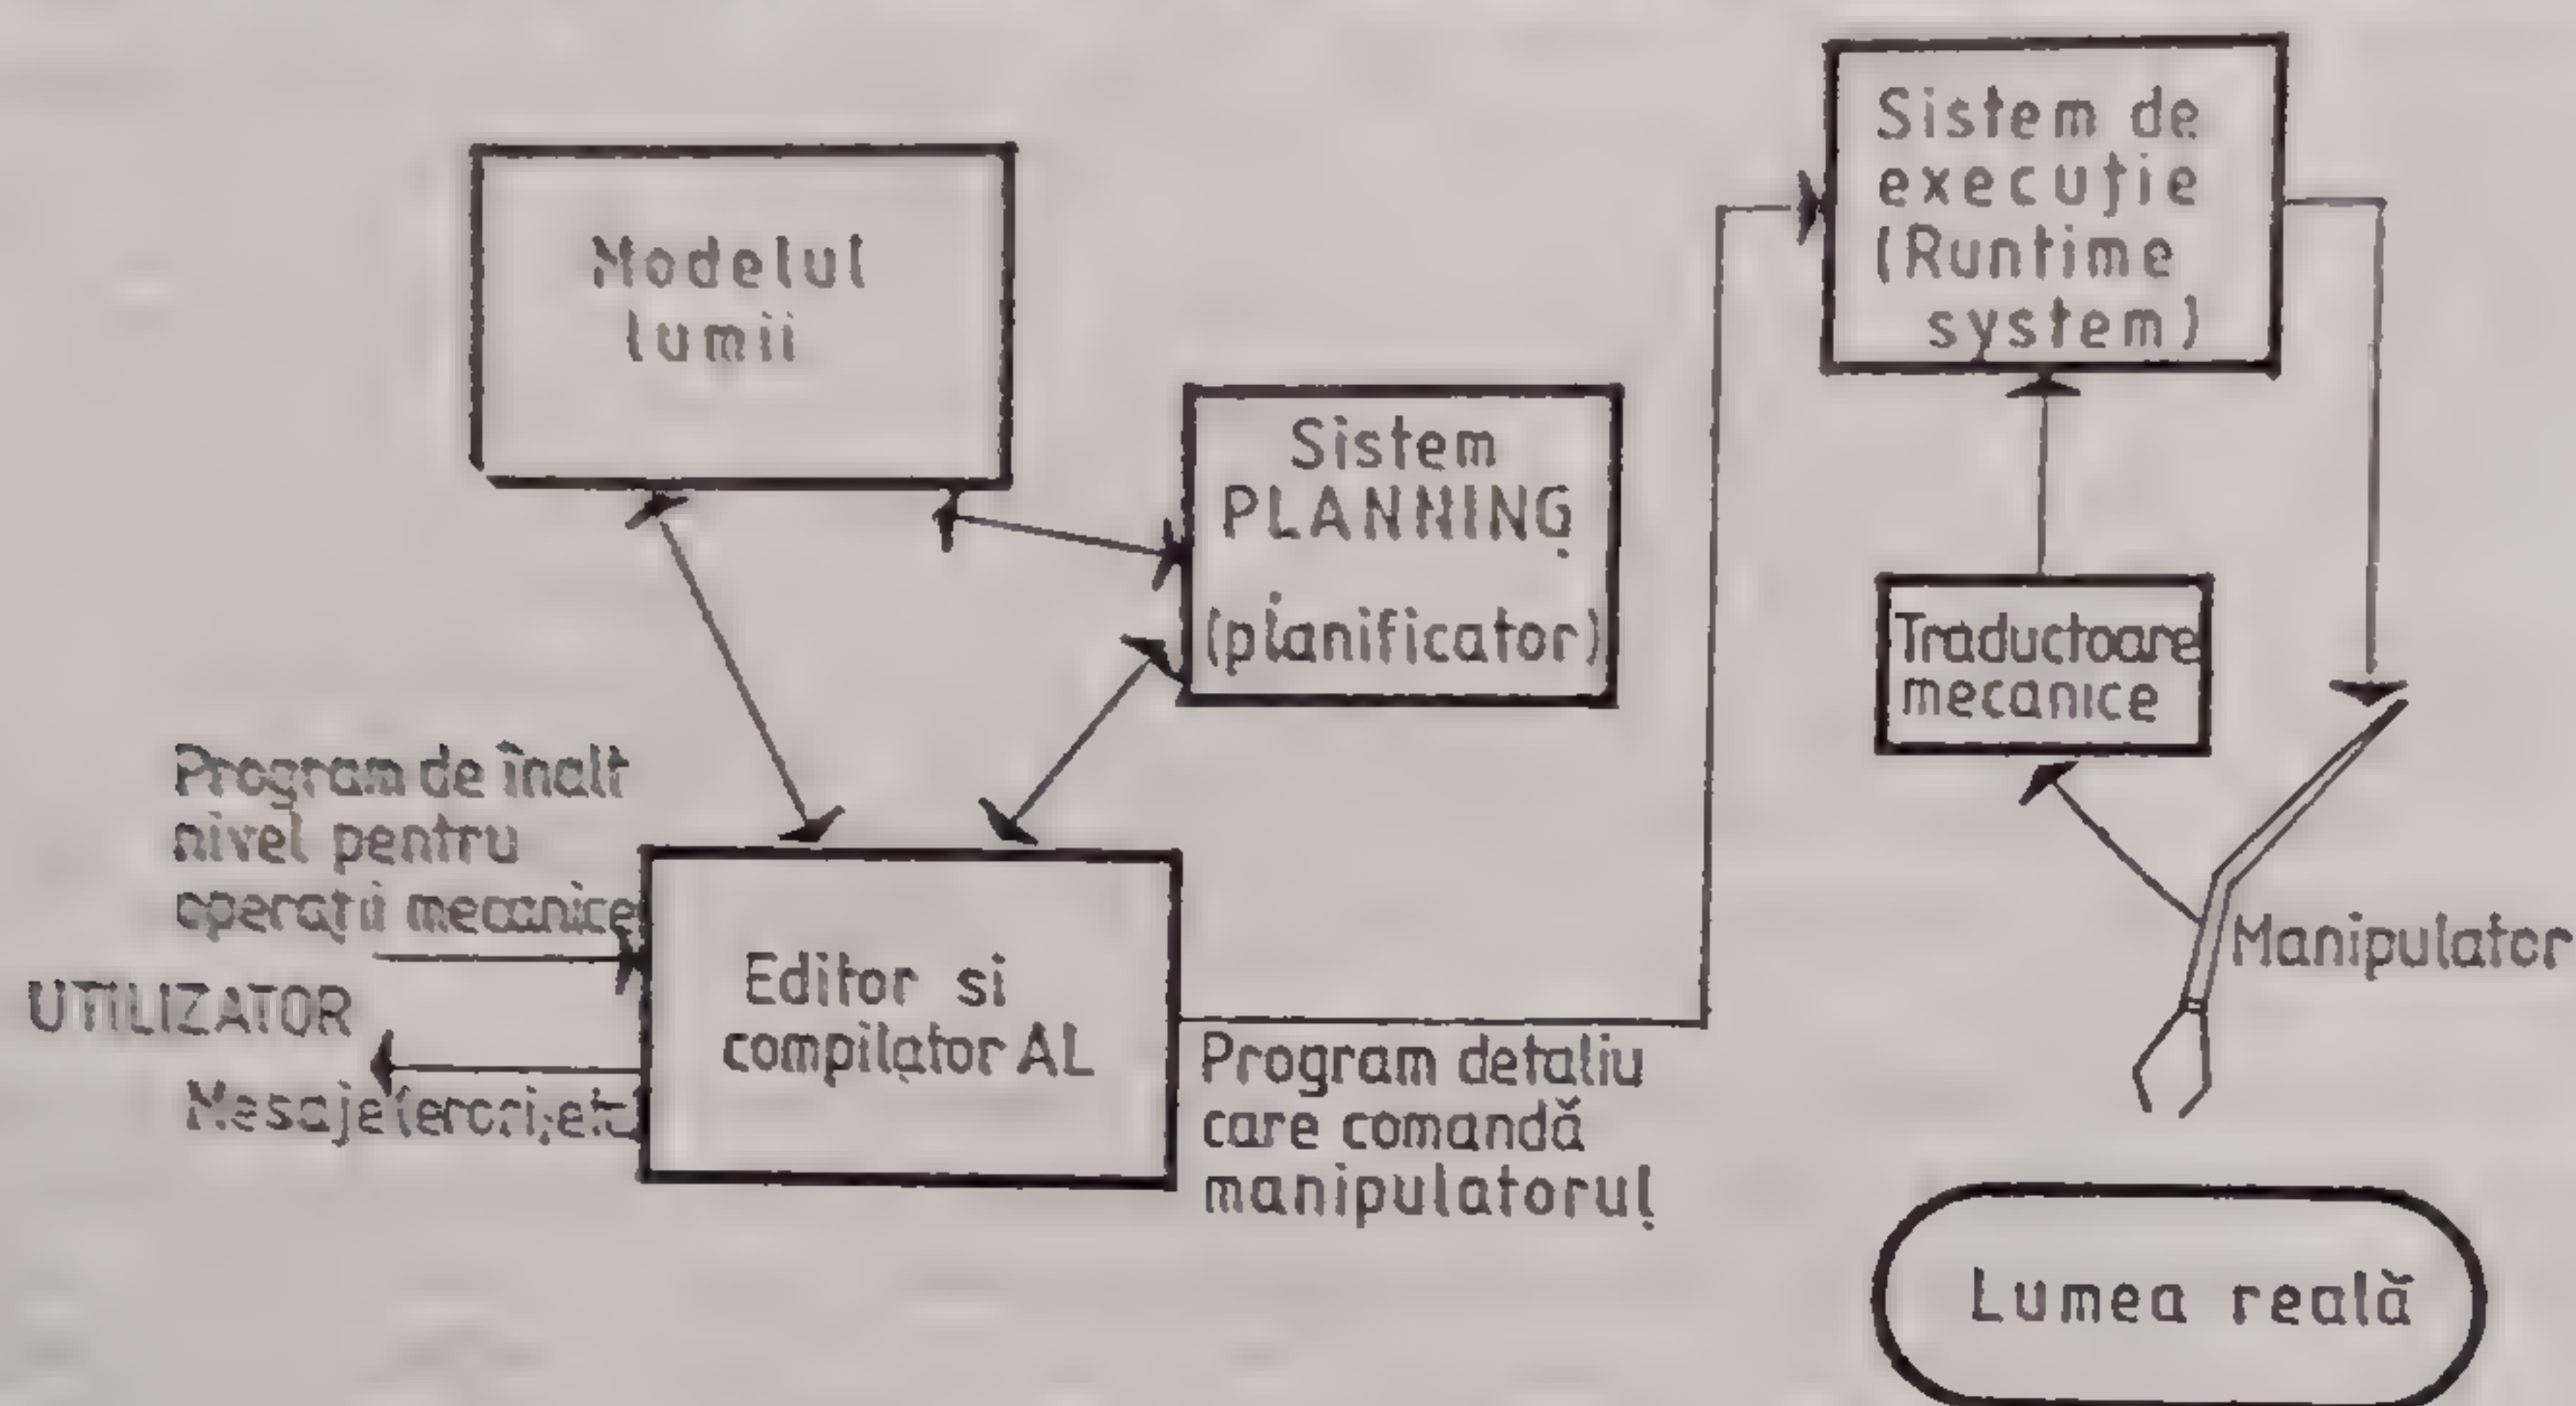 Modelul
lumii
Sistem
PLANNING
(planificator)
Sistem de
execuție
(Runtime
system)
Traductoare
mecanice
Manipulator
Program de înalt
nivel pentru
operații mecanice
UTILIZATOR
Mesaje(erori,etc
Editor si
compilator AL
Program detaliu
care comandă
manipulatorul
Lumea reală